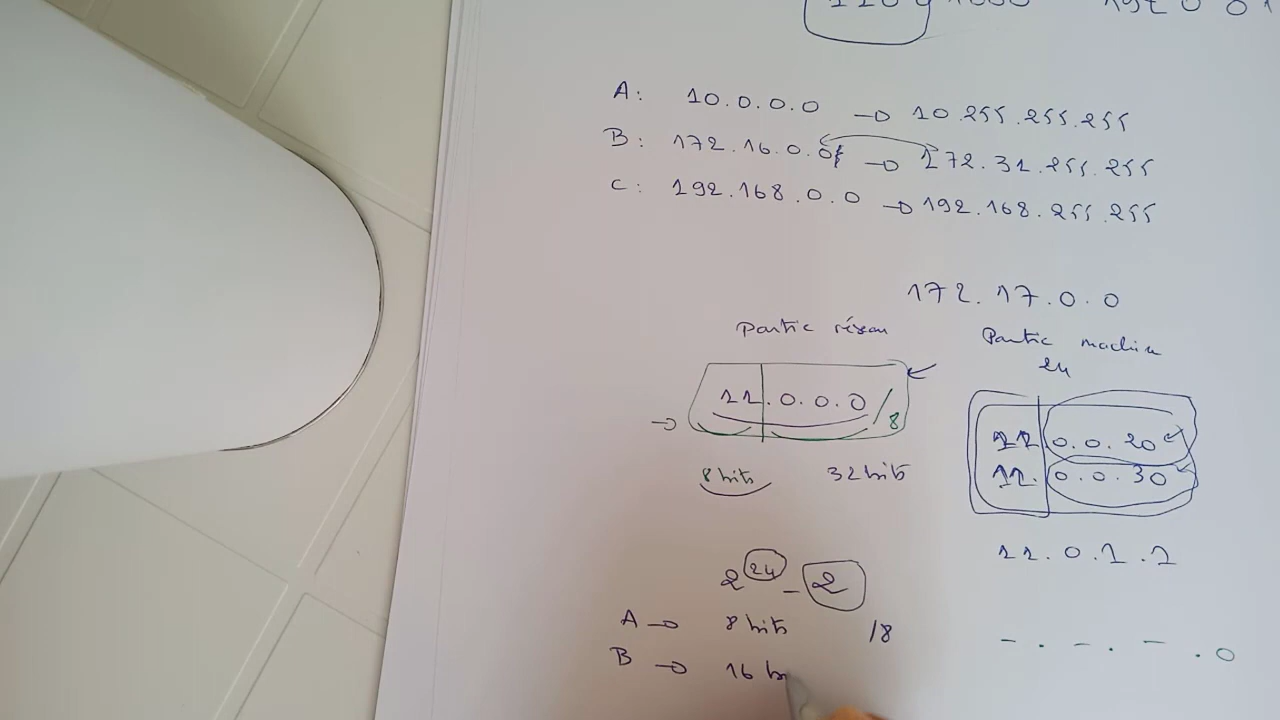 A: 10.0.0.0 → 10.255.255.255
B: 172.16.0.0 → 172.31.255.255
C: 192.168.0.0 → 192.168.255.255
172.17.0.0
Partie réseau
Partie machine
11.0.0.0/8
11.0.0.20
11.0.0.30
8 bits 32 bits
11.0.1.1
2^24 - 2
A → 8 bits /8
_._._.0
B → 16 b